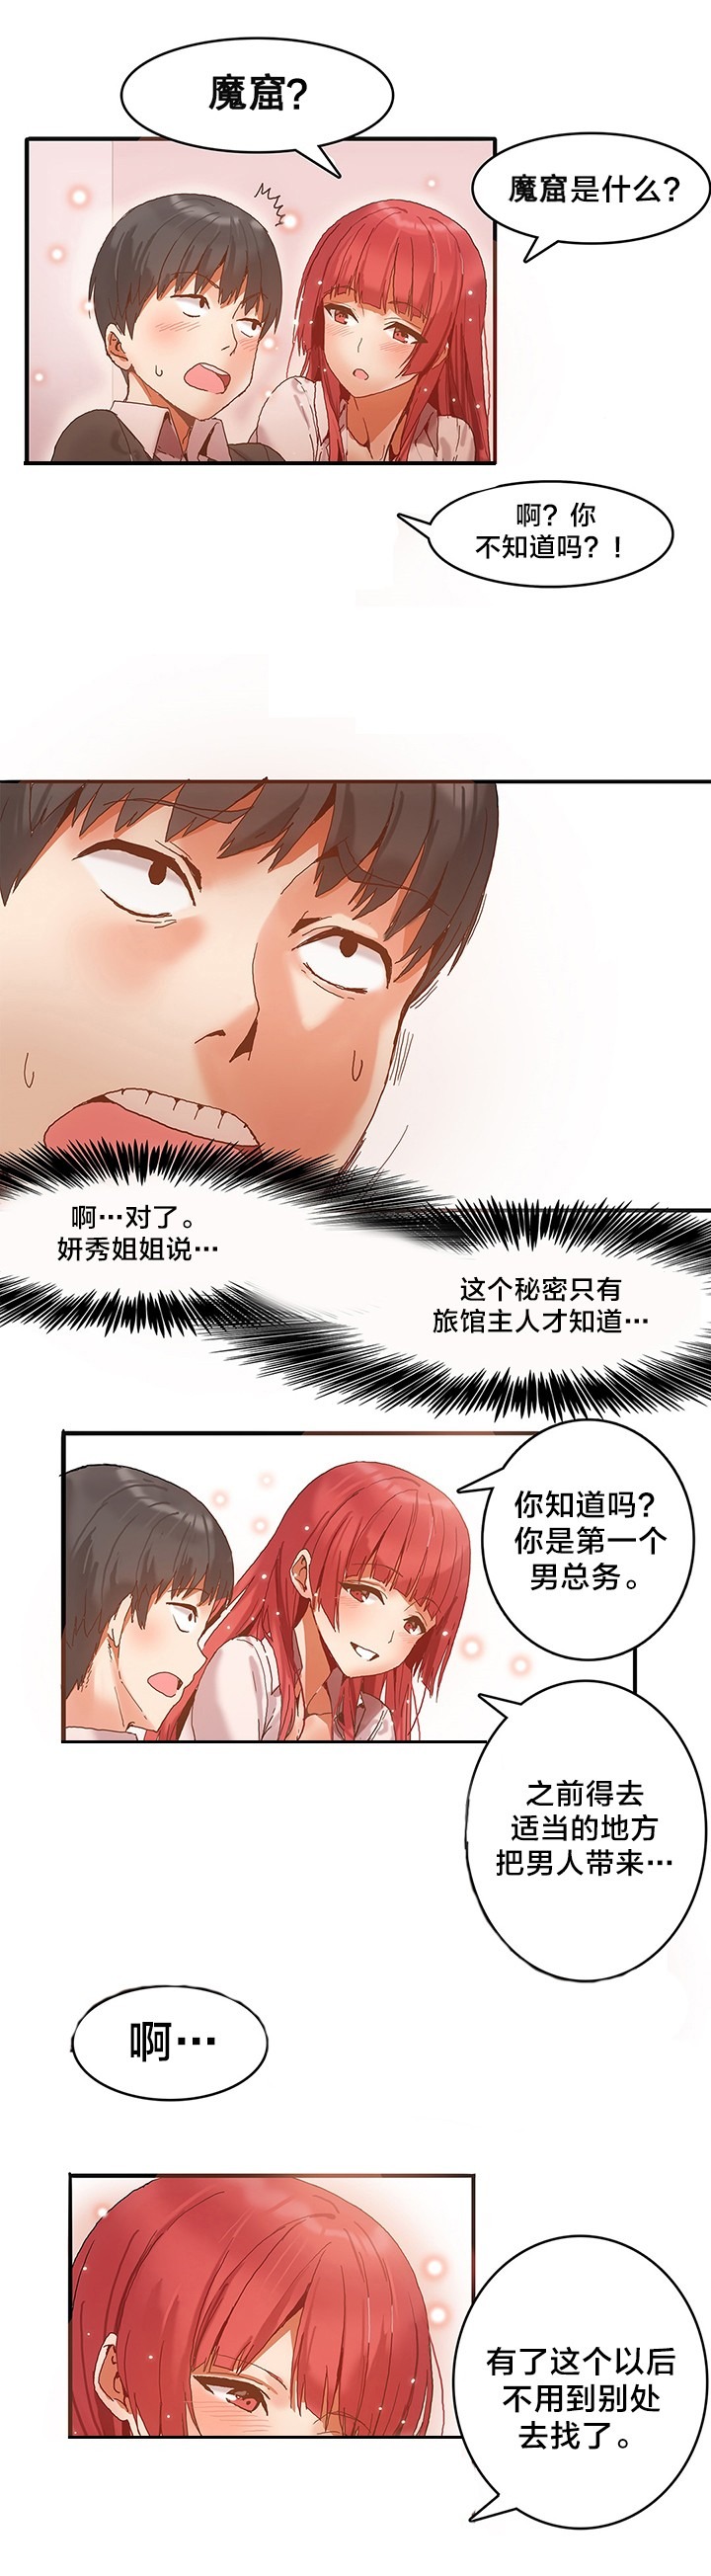 魔窟?
魔窟是什么?
啊？你
不知道吗？！
啊…对了。
妍秀姐姐说…
这个秘密只有
旅馆主人才知道…
你知道吗?
你是第一个
男总务。
之前得去
适当的地方
把男人带来…
啊…
有了这个以后
不用到别处
去找了。